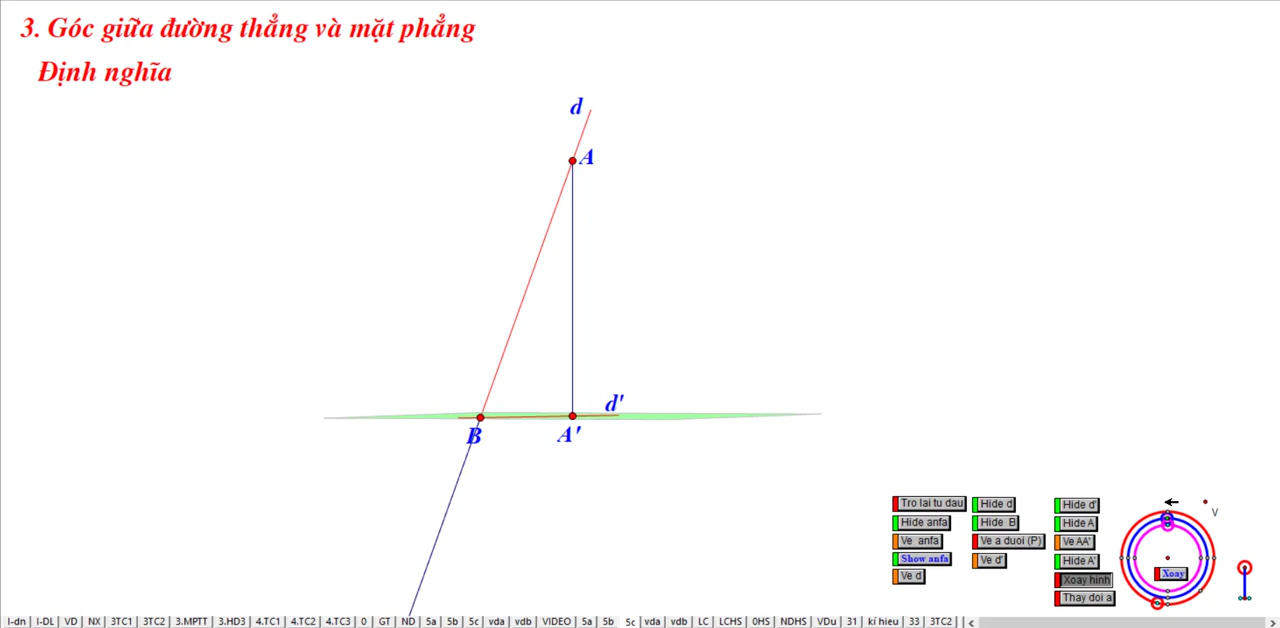 3. Góc giữa đường thẳng và mặt phẳng
Định nghĩa
d
A
d'
B
A'
Tro lai tu dau
Hide d
Hide d'
V
Hide anfa
Hide B
Hide A
Ve anfa
Ve a duoi (P)
Ve AA'
Show anfa
Ve d'
Hide A'
Ve d
Xoay hinh
Xoay
Thay doi a
I-dn | I-DL | VD | NX | 3TC1 | 3TC2 | 3.MPTT | 3.HD3 | 4.TC1 | 4.TC2 | 4.TC3 | 0 | GT | ND | 5a | 5b | 5c | vda | vdb | VIDEO | 5a | 5b | 5c | vda | vdb | LC | LCHS | 0HS | NDHS | VDu | 31 | kí hieu | 33 | 3TC2 |